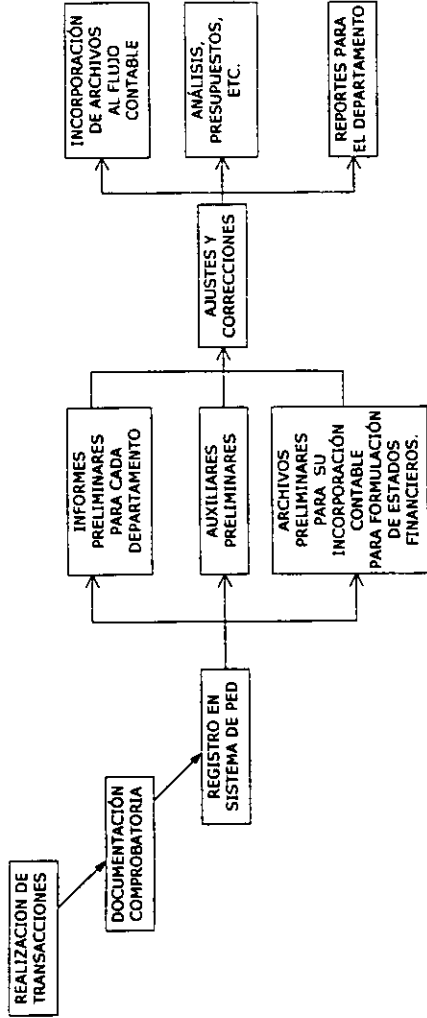 REALIZACION DE
TRANSACCIONES
DOCUMENTACIÓN
COMPROBATORIA
REGISTRO EN
SISTEMA DE PED
INFORMES
PRELIMINARES
PARA CADA
DEPARTAMENTO
AUXILIARES
PRELIMINARES
ARCHIVOS
PRELIMINARES
PARA SU
INCORPORACIÓN
CONTABLE
PARA FORMULACIÓN
DE ESTADOS
FINANCIEROS.
AJUSTES Y
CORRECCIONES
INCORPORACIÓN
DE ARCHIVOS
AL FLUJO
CONTABLE
ANÁLISIS,
PRESUPUESTOS,
ETC.
REPORTES PARA
EL DEPARTAMENTO